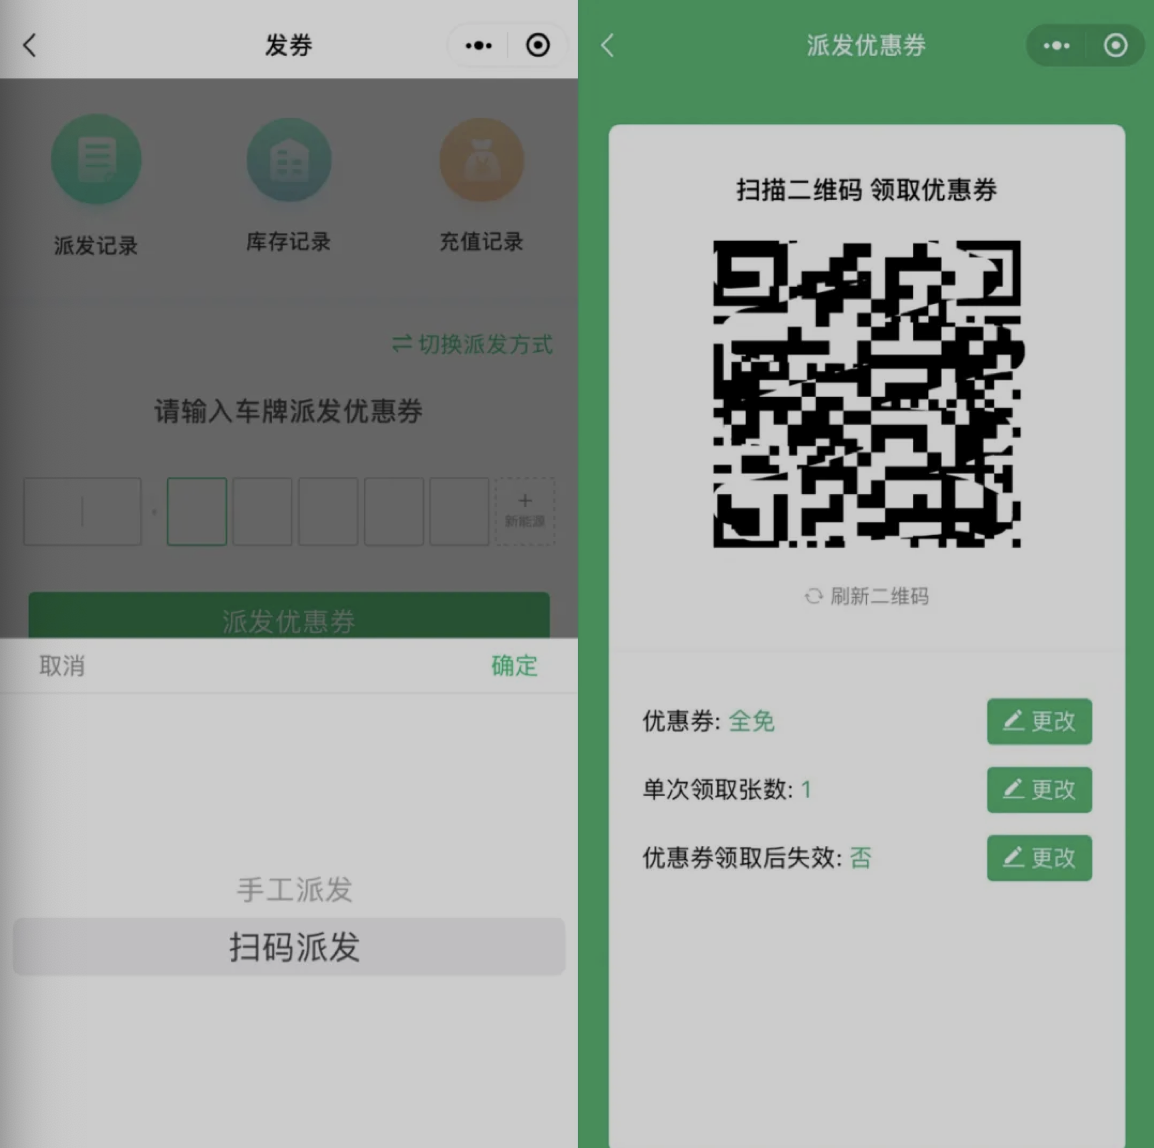 发券
派发记录
库存记录
充值记录
切换派发方式
请输入车牌派发优惠券
+
新能源
派发优惠券
取消
确定
手工派发
扫码派发
派发优惠券
扫描二维码 领取优惠券
刷新二维码
优惠券: 全免
更改
单次领取张数: 1
更改
优惠券领取后失效: 否
更改